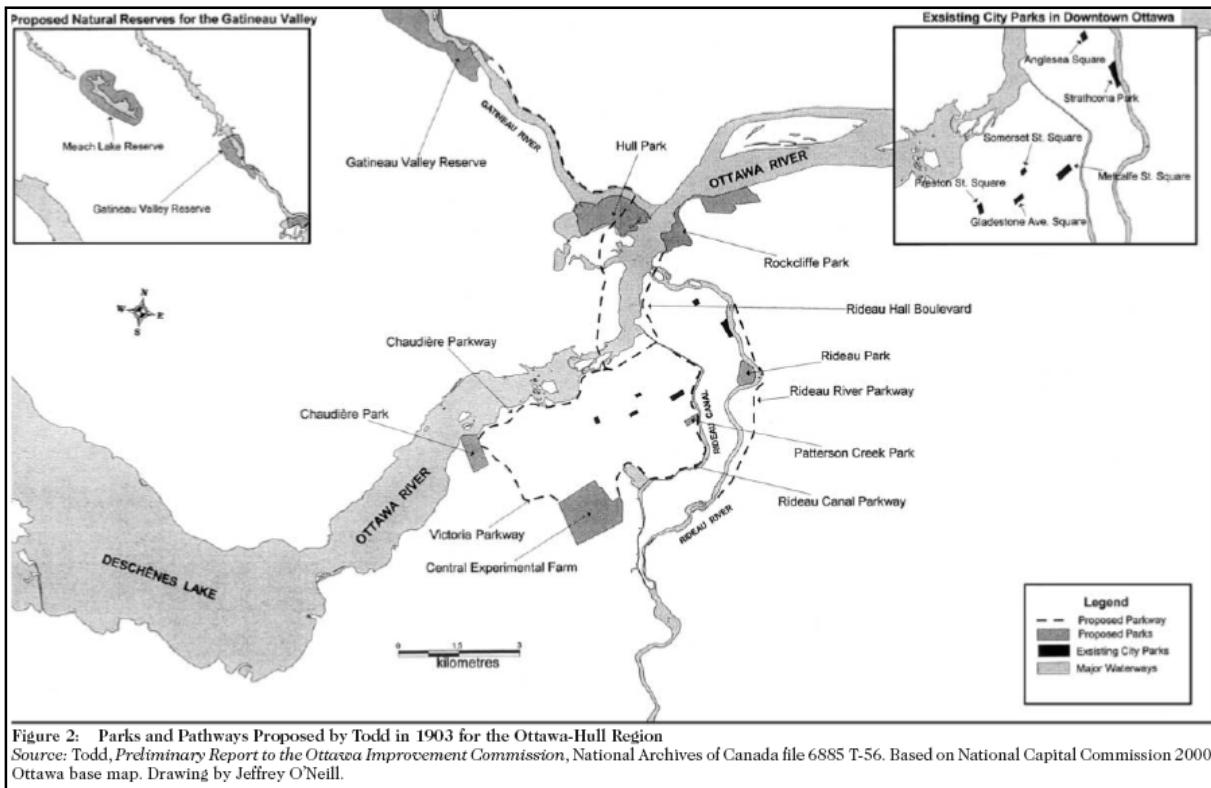 Proposed Natural Reserves for the Gatineau Valley
Meach Lake Reserve
Gatineau Valley Reserve
Exsisting City Parks in Downtown Ottawa
Anglesea Square
Strathcona Park
Somerset St. Square
Preston St. Square
Metcalfe St. Square
Gladestone Ave. Square
GATINEAU RIVER
Gatineau Valley Reserve
Hull Park
OTTAWA RIVER
Rockcliffe Park
N
W E
S
Rideau Hall Boulevard
Chaudière Parkway
Rideau Park
Rideau River Parkway
Chaudière Park
RIDEAU CANAL
Patterson Creek Park
Rideau Canal Parkway
OTTAWA RIVER
Victoria Parkway
RIDEAU RIVER
Central Experimental Farm
DESCHÊNES LAKE
0 1.5 3
kilometres
Legend
Proposed Parkway
Proposed Parks
Exsisting City Parks
Major Waterways
Figure 2: Parks and Pathways Proposed by Todd in 1903 for the Ottawa-Hull Region
Source: Todd, Preliminary Report to the Ottawa Improvement Commission, National Archives of Canada file 6885 T-56. Based on National Capital Commission 2000
Ottawa base map. Drawing by Jeffrey O'Neill.